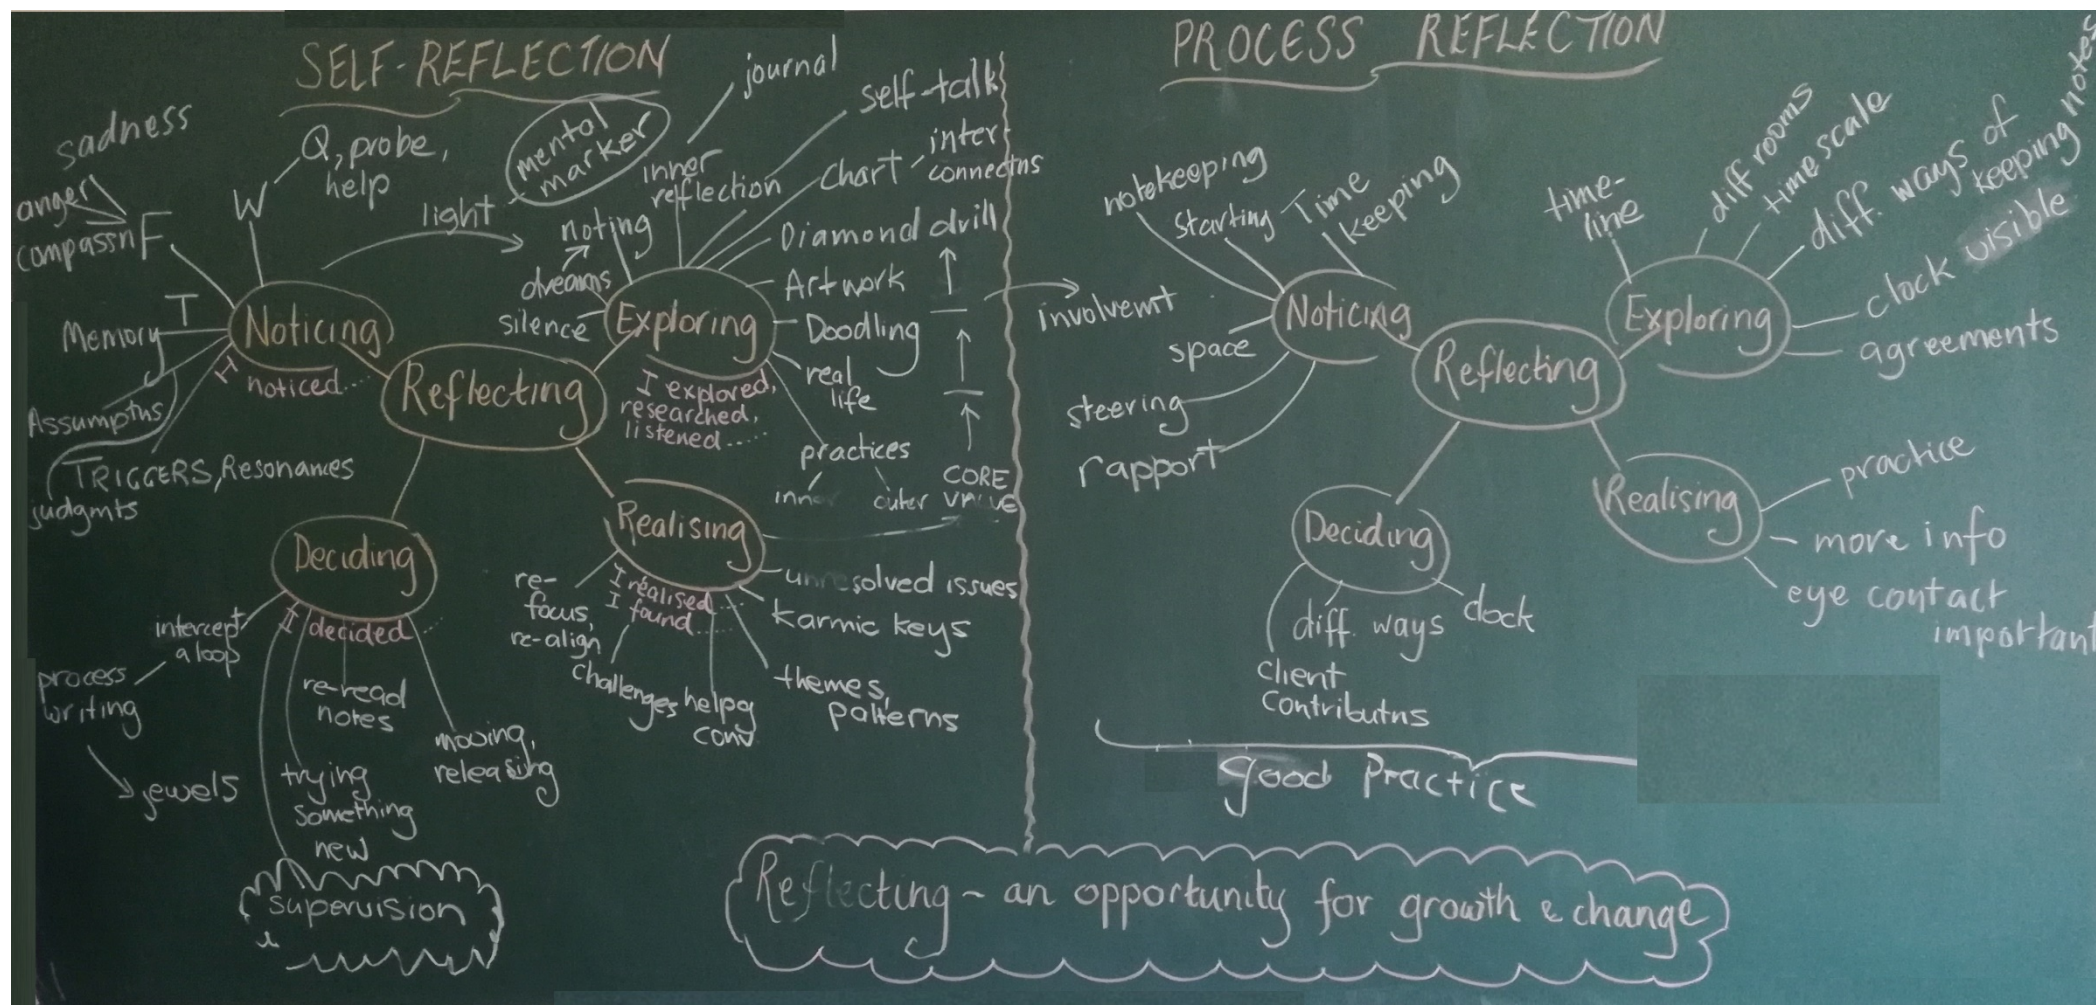 SELF-REFLECTION
sadness
anger
compassn
F
W
Q, probe,
help
light
mental
marker
T
Memory
Assumptns
judgmts
TRIGGERS, Resonances
Noticing
I noticed....
Reflecting
journal
self-talk
inner
reflection
chart
inter
connectns
noting
dreams
silence
Diamond drill
Artwork
Doodling
real
life
practices
inner
outer
CORE
VALUE
Exploring
I explored,
researched,
listened.....
Realising
I realised...
I found.....
re-
focus,
re-align
challenges
helpg
conv
themes,
patterns
karmic keys
unresolved issues
Deciding
I decided....
intercept
a loop
process
writing
jewels
re-read
notes
trying
something
new
moving,
releasing
supervision
PROCESS REFLECTION
notekeeping
starting
Time
keeping
involvemt
space
steering
rapport
Noticing
Reflecting
Exploring
time-
line
diff rooms
time scale
diff. ways of
keeping notes
clock visible
agreements
Realising
practice
more info
eye contact
important
Deciding
client
contributns
diff. ways
clock
good Practice
Reflecting - an opportunity for growth & change